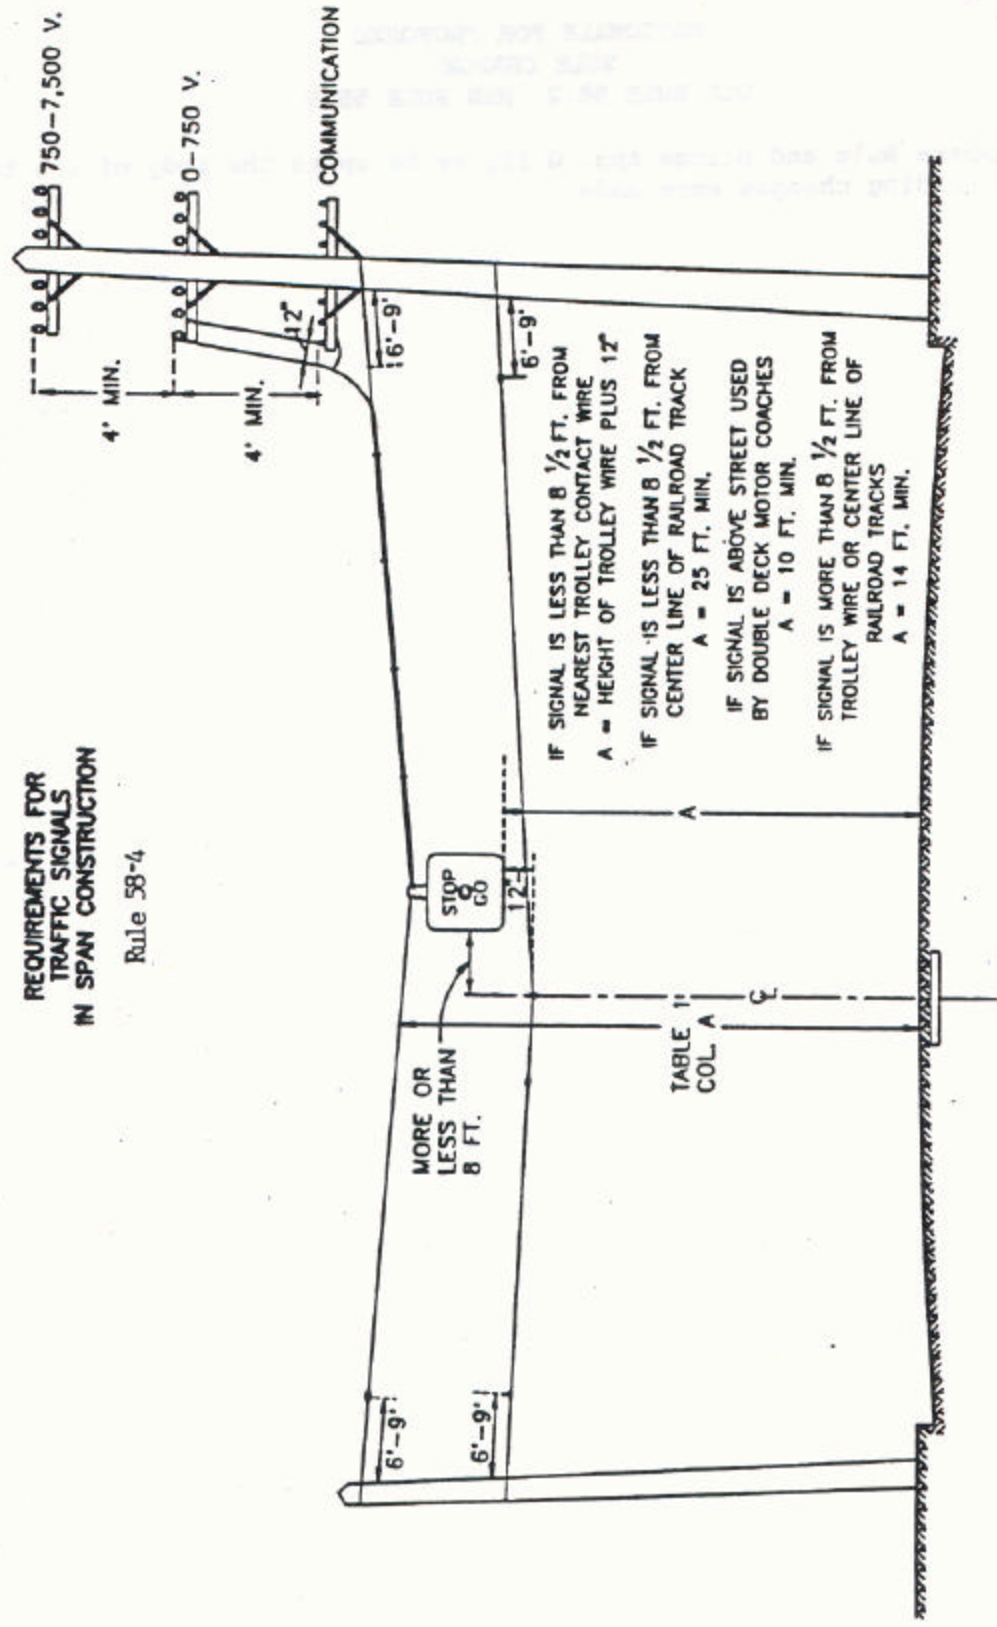 REQUIREMENTS FOR
TRAFFIC SIGNALS
IN SPAN CONSTRUCTION
Rule 58-4
750-7,500 V.
0-750 V.
COMMUNICATION
4' MIN.
4' MIN.
12"
6'-9'
6'-9'
6'-9'
6'-9'
STOP
GO
12"
MORE OR
LESS THAN
8 FT.
TABLE 1
COL. A
A
℄
IF SIGNAL IS LESS THAN 8 1/2 FT. FROM
NEAREST TROLLEY CONTACT WIRE
A = HEIGHT OF TROLLEY WIRE PLUS 12"
IF SIGNAL IS LESS THAN 8 1/2 FT. FROM
CENTER LINE OF RAILROAD TRACK
A = 25 FT. MIN.
IF SIGNAL IS ABOVE STREET USED
BY DOUBLE DECK MOTOR COACHES
A = 10 FT. MIN.
IF SIGNAL IS MORE THAN 8 1/2 FT. FROM
TROLLEY WIRE OR CENTER LINE OF
RAILROAD TRACKS
A = 14 FT. MIN.